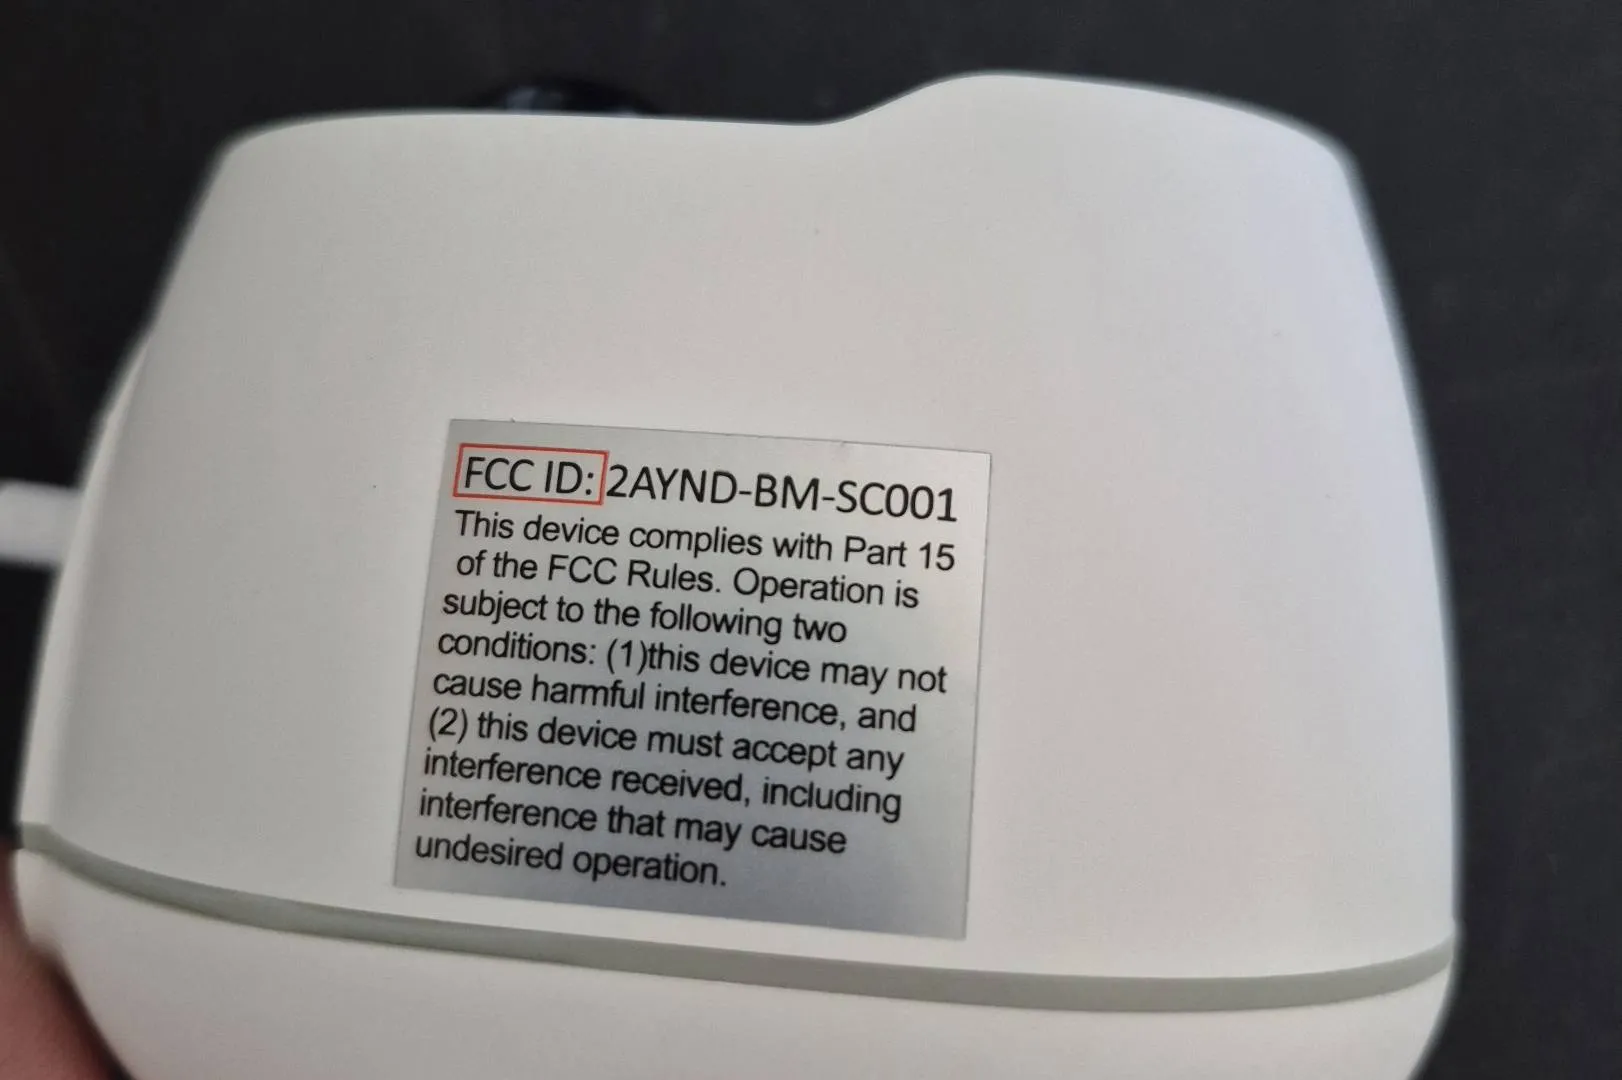 FCC ID: 2AYND-BM-SC001
This device complies with Part 15
of the FCC Rules. Operation is
subject to the following two
conditions: (1)this device may not
cause harmful interference, and
(2) this device must accept any
interference received, including
interference that may cause
undesired operation.